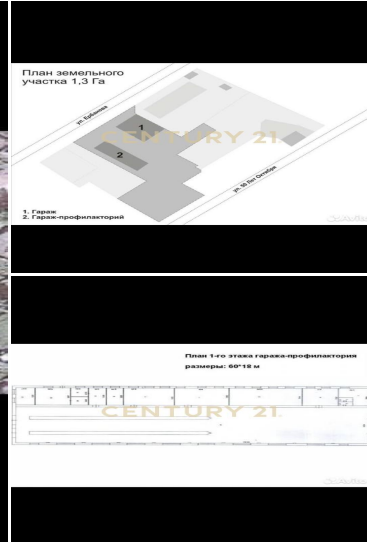 План земельного
участка 1,3 Га
ул. Ербанова
1
CENTURY 21
2
ул. 50 Лет Октября
1. Гараж
2. Гараж-профилакторий
План 1-го этажа гаража-профилактория
размеры: 60*18 м
CENTURY 21